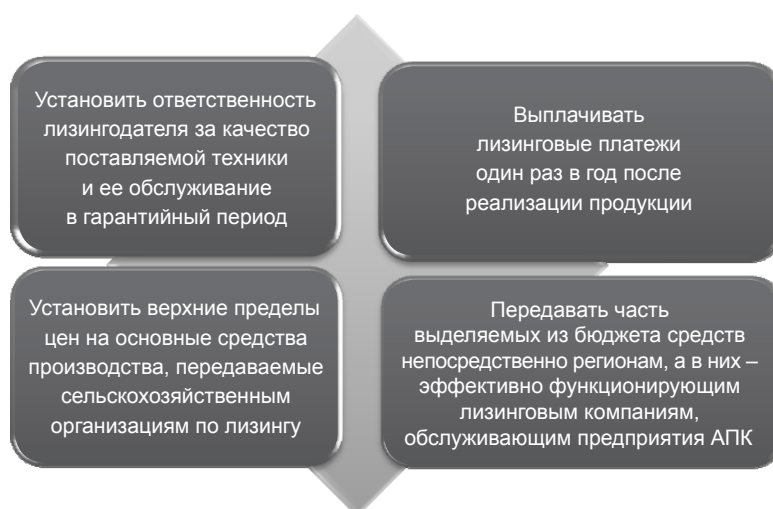 Установить ответственность
лизингодателя за качество
поставляемой техники
и ее обслуживание
в гарантийный период
Выплачивать
лизинговые платежи
один раз в год после
реализации продукции
Установить верхние пределы
цен на основные средства
производства, передаваемые
сельскохозяйственным
организациям по лизингу
Передавать часть
выделяемых из бюджета средств
непосредственно регионам, а в них –
эффективно функционирующим
лизинговым компаниям,
обслуживающим предприятия АПК